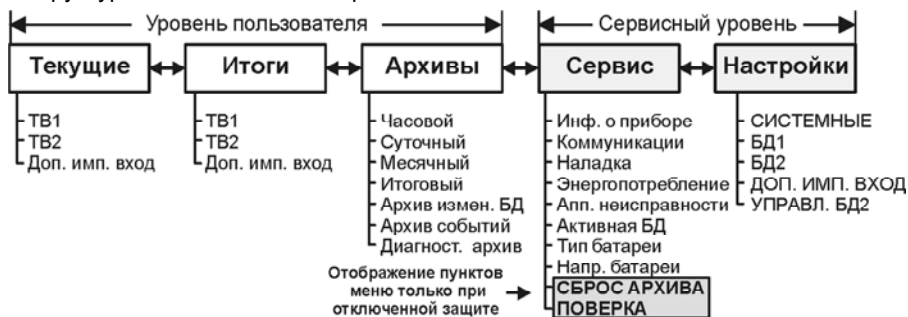 Уровень пользователя
Сервисный уровень
Текущие
Итоги
Архивы
Сервис
Настройки
ТВ1
ТВ2
Доп. имп. вход
ТВ1
ТВ2
Доп. имп. вход
Часовой
Суточный
Месячный
Итоговый
Архив измен. БД
Архив событий
Диагност. архив
Инф. о приборе
Коммуникации
Наладка
Энергопотребление
Апп. неисправности
Активная БД
Тип батареи
Напр. батареи
СБРОС АРХИВА
ПОВЕРКА
СИСТЕМНЫЕ
БД1
БД2
ДОП. ИМП. ВХОД
УПРАВЛ. БД2
Отображение пунктов
меню только при
отключенной защите